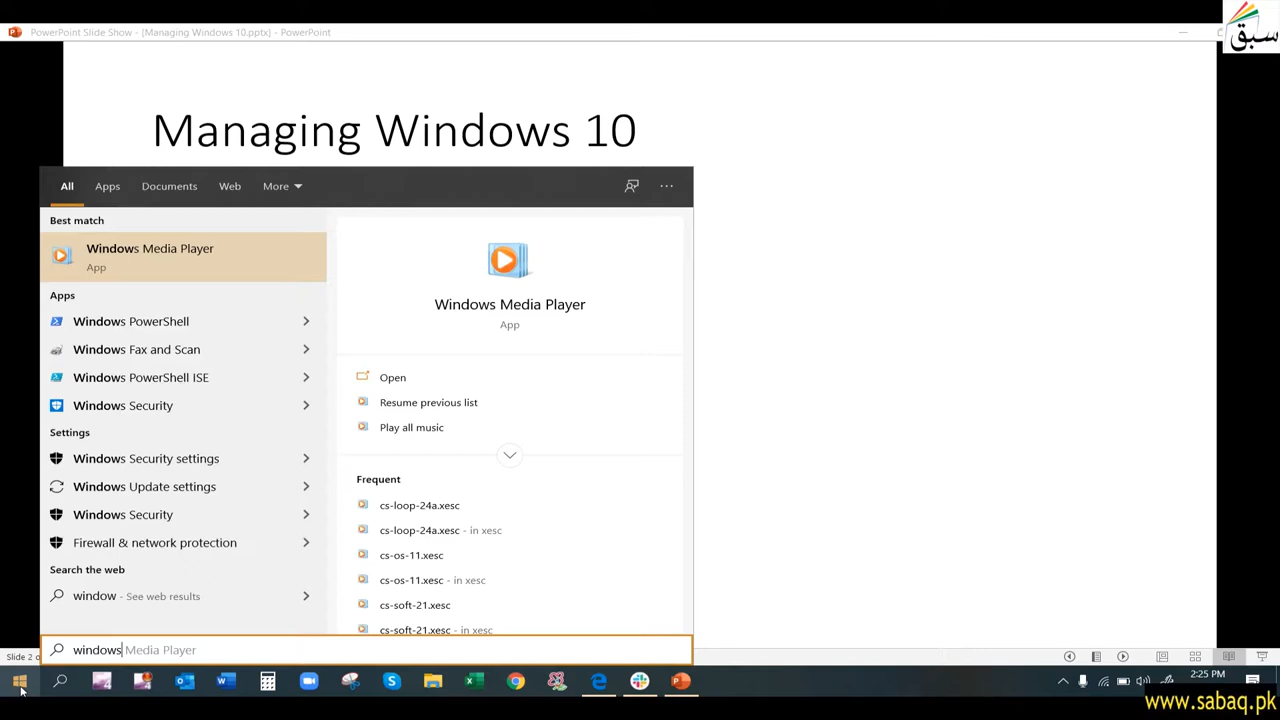 PowerPoint Slide Show - [Managing Windows 10.pptx] - PowerPoint
سبق
Managing Windows 10
All Apps Documents Web More
Best match
Windows Media Player
App
Apps
Windows PowerShell
Windows Fax and Scan
Windows PowerShell ISE
Windows Security
Settings
Windows Security settings
Windows Update settings
Windows Security
Firewall & network protection
Search the web
window - See web results
Windows Media Player
App
Open
Resume previous list
Play all music
Frequent
cs-loop-24a.xesc
cs-loop-24a.xesc - in xesc
cs-os-11.xesc
cs-os-11.xesc - in xesc
cs-soft-21.xesc
cs-soft-21.xesc - in xesc
windows Media Player
Slide 2 o
2:25 PM
www.sabaq.pk